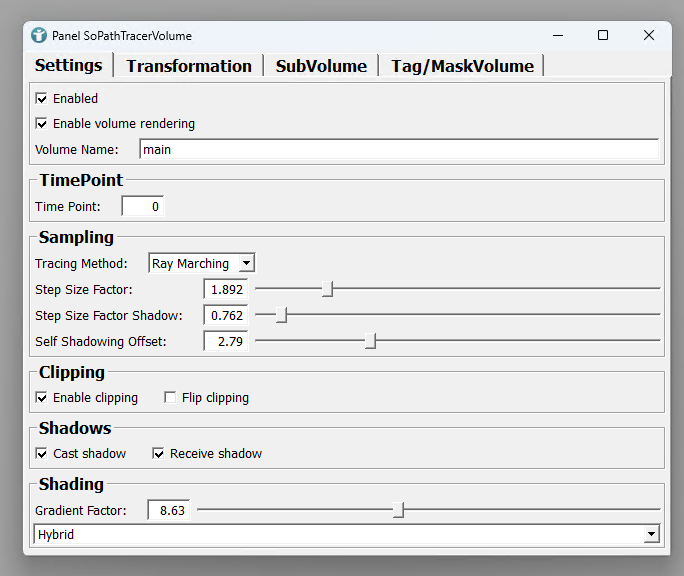 Panel SoPathTracerVolume
Settings Transformation SubVolume Tag/MaskVolume
Enabled
Enable volume rendering
Volume Name: main
TimePoint
Time Point: 0
Sampling
Tracing Method: Ray Marching
Step Size Factor: 1.892
Step Size Factor Shadow: 0.762
Self Shadowing Offset: 2.79
Clipping
Enable clipping Flip clipping
Shadows
Cast shadow Receive shadow
Shading
Gradient Factor: 8.63
Hybrid